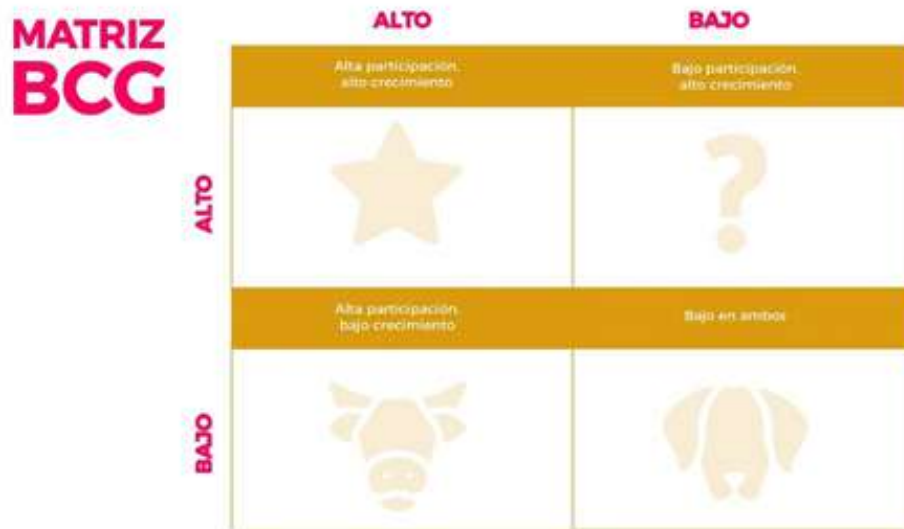 MATRIZ
BCG
ALTO
BAJO
Alta participación,
alto crecimiento
Bajo participación,
alto crecimiento
ALTO
?
Alta participación,
bajo crecimiento
Bajo en ambos
BAJO